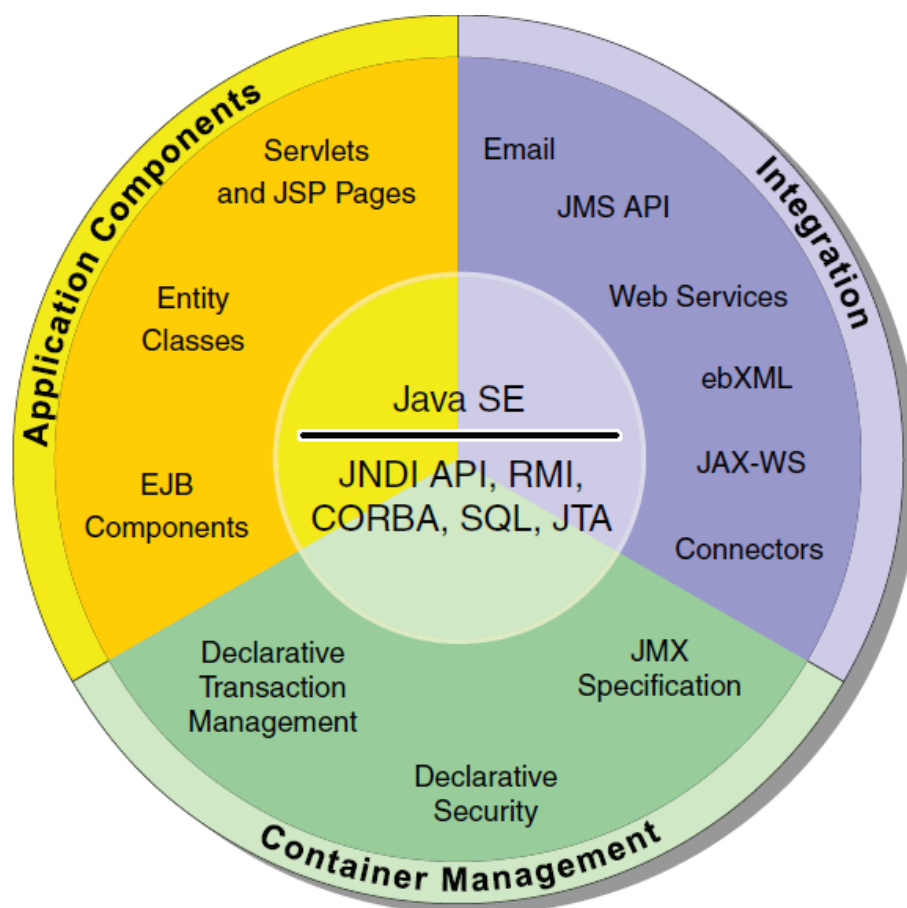 Application Components
Servlets
and JSP Pages
Entity
Classes
EJB
Components
Integration
Email
JMS API
Web Services
ebXML
JAX-WS
Connectors
Java SE
JNDI API, RMI,
CORBA, SQL, JTA
Declarative
Transaction
Management
JMX
Specification
Declarative
Security
Container Management